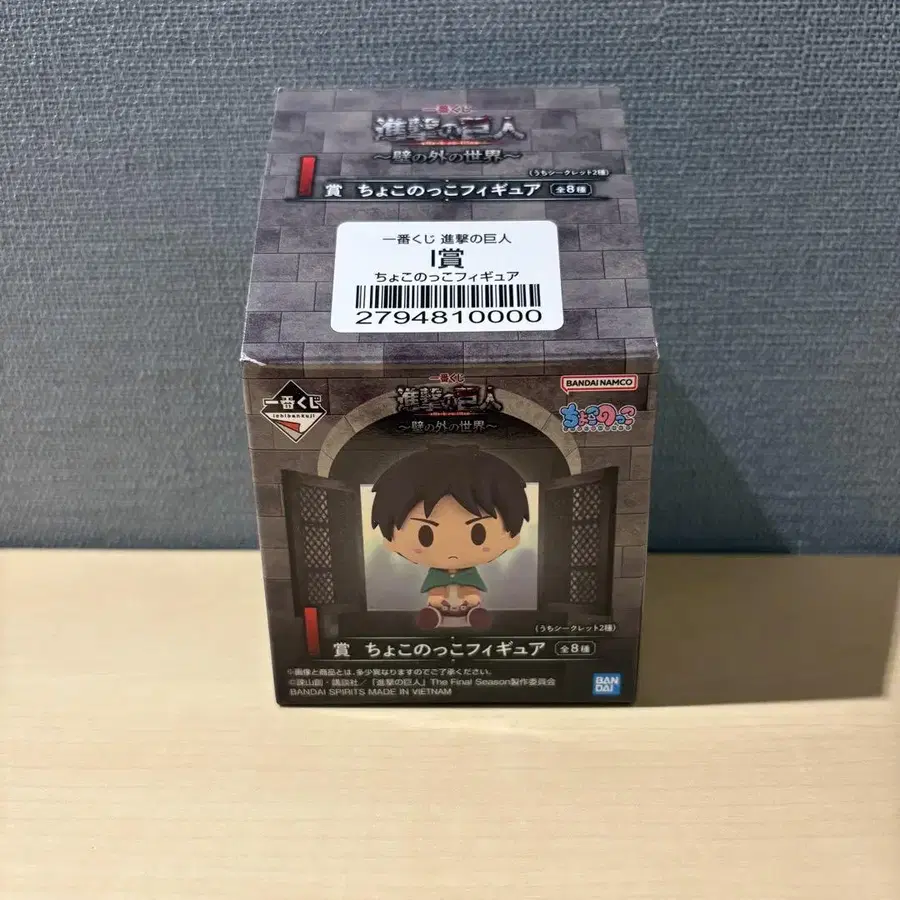 一番くじ
進撃の巨人
～壁の外の世界～
(うちシークレット2種)
I賞 ちょこのっこフィギュア 全8種
一番くじ 進撃の巨人
I賞
ちょこのっこフィギュア
2794810000
一番くじ
ichibankuji
一番くじ
進撃の巨人
～壁の外の世界～
BANDAI NAMCO
ちょこのっこ
(うちシークレット2種)
I賞 ちょこのっこフィギュア 全8種
※画像と商品とは、多少異なりますのでご了承ください。
©諫山創・講談社/「進撃の巨人」The Final Season製作委員会
BANDAI SPIRITS MADE IN VIETNAM
BAN
DAI